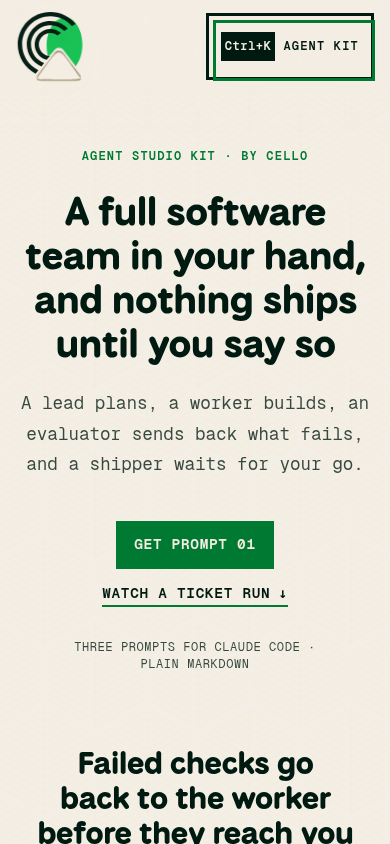 Ctrl+K AGENT KIT
AGENT STUDIO KIT · BY CELLO
A full software
team in your hand,
and nothing ships
until you say so
A lead plans, a worker builds, an
evaluator sends back what fails,
and a shipper waits for your go.
GET PROMPT 01
WATCH A TICKET RUN ↓
THREE PROMPTS FOR CLAUDE CODE ·
PLAIN MARKDOWN
Failed checks go
back to the worker
before they reach you